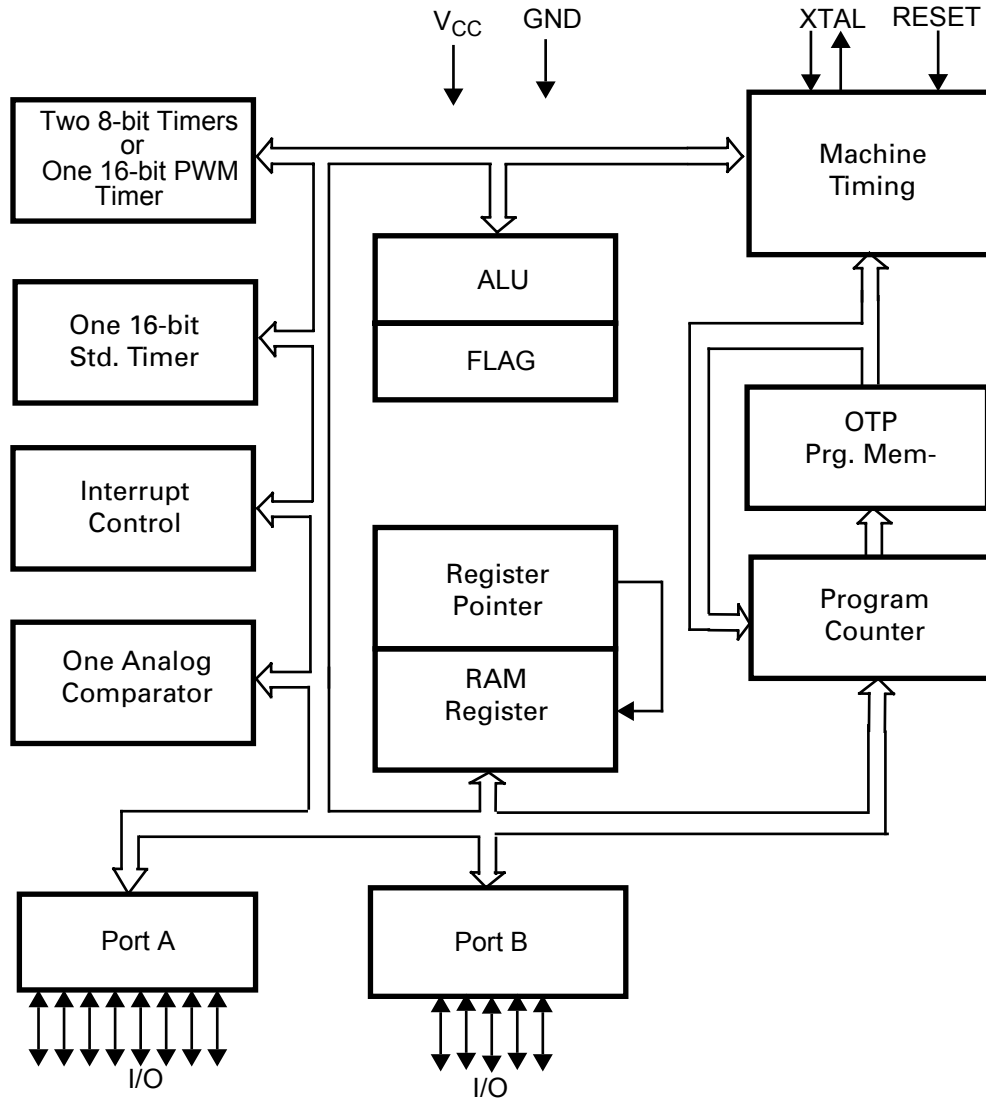 VCC
GND
XTAL
RESET
Two 8-bit Timers
or
One 16-bit PWM
Timer
Machine
Timing
ALU
FLAG
One 16-bit
Std. Timer
OTP
Prg. Mem-
Interrupt
Control
Register
Pointer
Program
Counter
One Analog
Comparator
RAM
Register
Port A
Port B
I/O
I/O